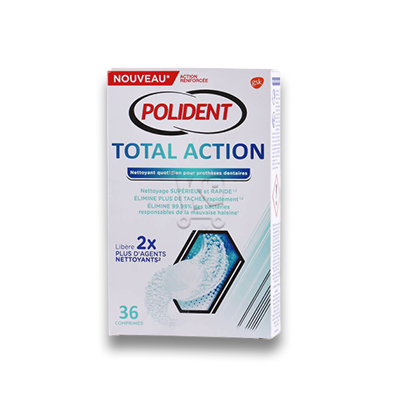 NOUVEAU*
ACTION
RENFORCÉE
gsk
POLIDENT
TOTAL ACTION
Nettoyant quotidien pour prothèses dentaires
Nettoyage SUPÉRIEUR et RAPIDE
ÉLIMINE PLUS DE TACHES rapidement
ÉLIMINE 99,99% des bactéries
responsables de la mauvaise haleine
Libère 2x
PLUS D'AGENTS
NETTOYANTS²
36
COMPRIMÉS